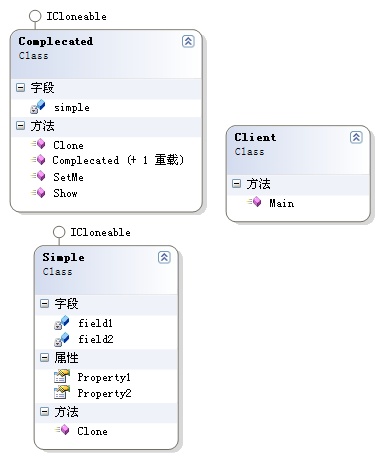 ICloneable
Complecated
Class
字段
simple
方法
Clone
Complecated (+ 1 重载)
SetMe
Show
Client
Class
方法
Main
ICloneable
Simple
Class
字段
field1
field2
属性
Property1
Property2
方法
Clone